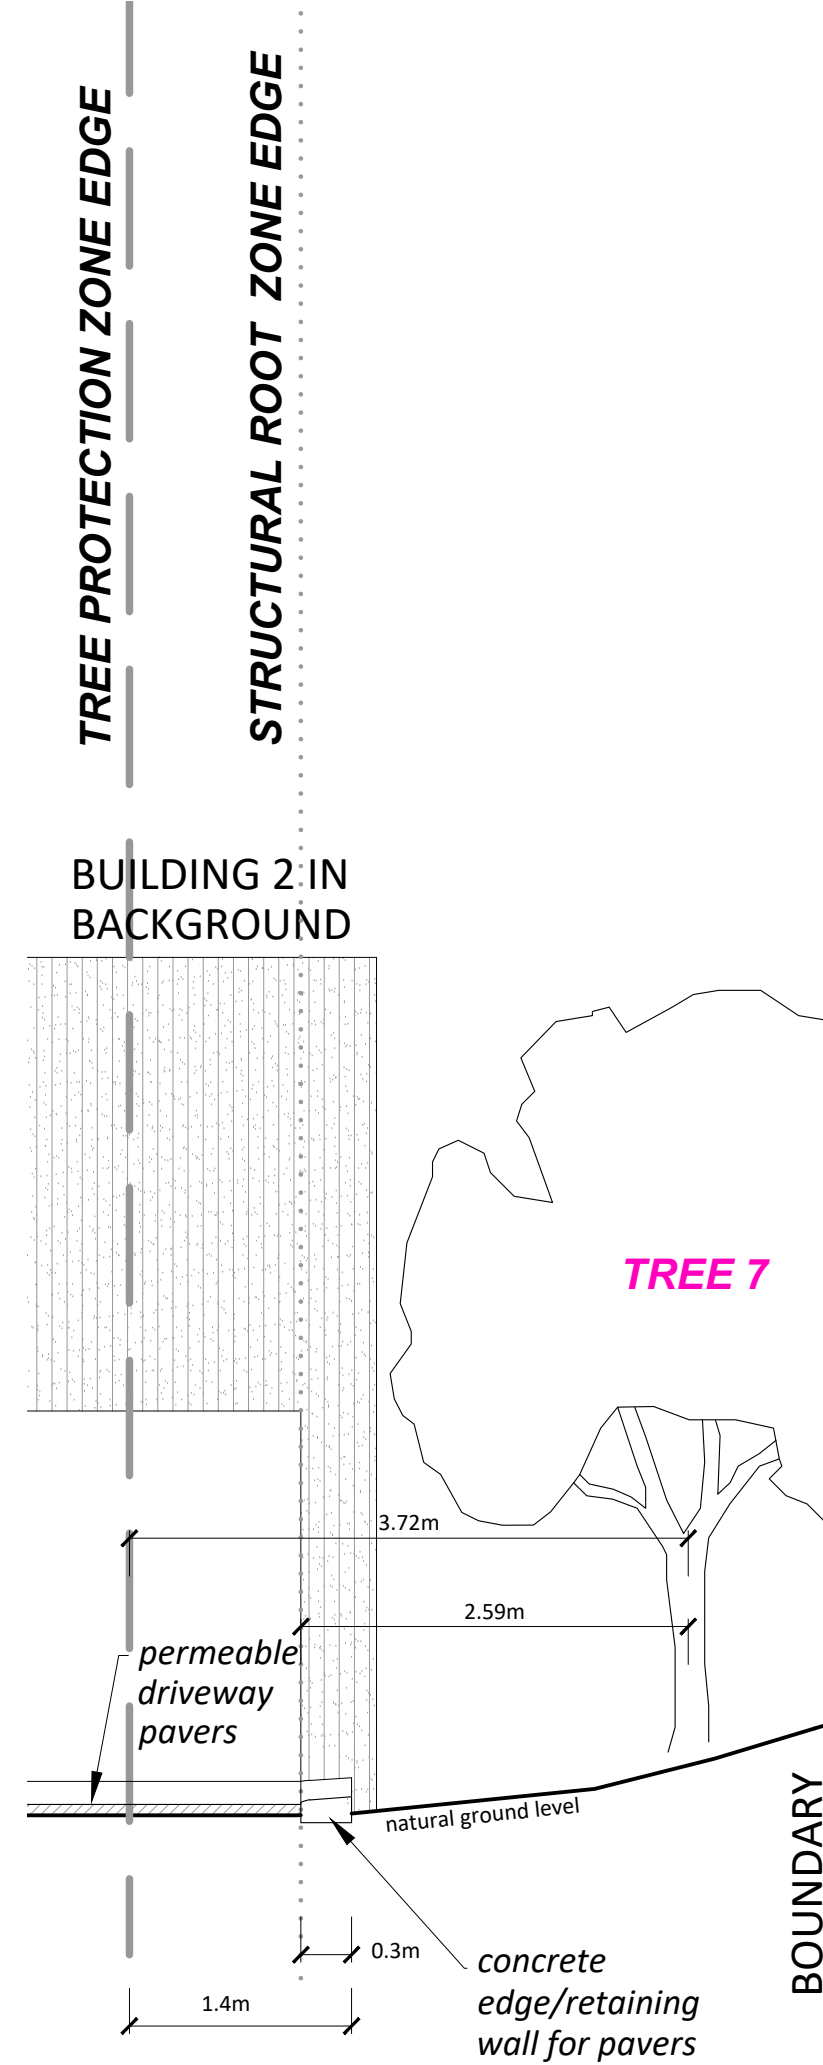 TREE PROTECTION ZONE EDGE
STRUCTURAL ROOT ZONE EDGE
BUILDING 2 IN
BACKGROUND
TREE 7
3.72m
2.59m
permeable
driveway
pavers
natural ground level
BOUNDARY
0.3m
1.4m
concrete
edge/retaining
wall for pavers